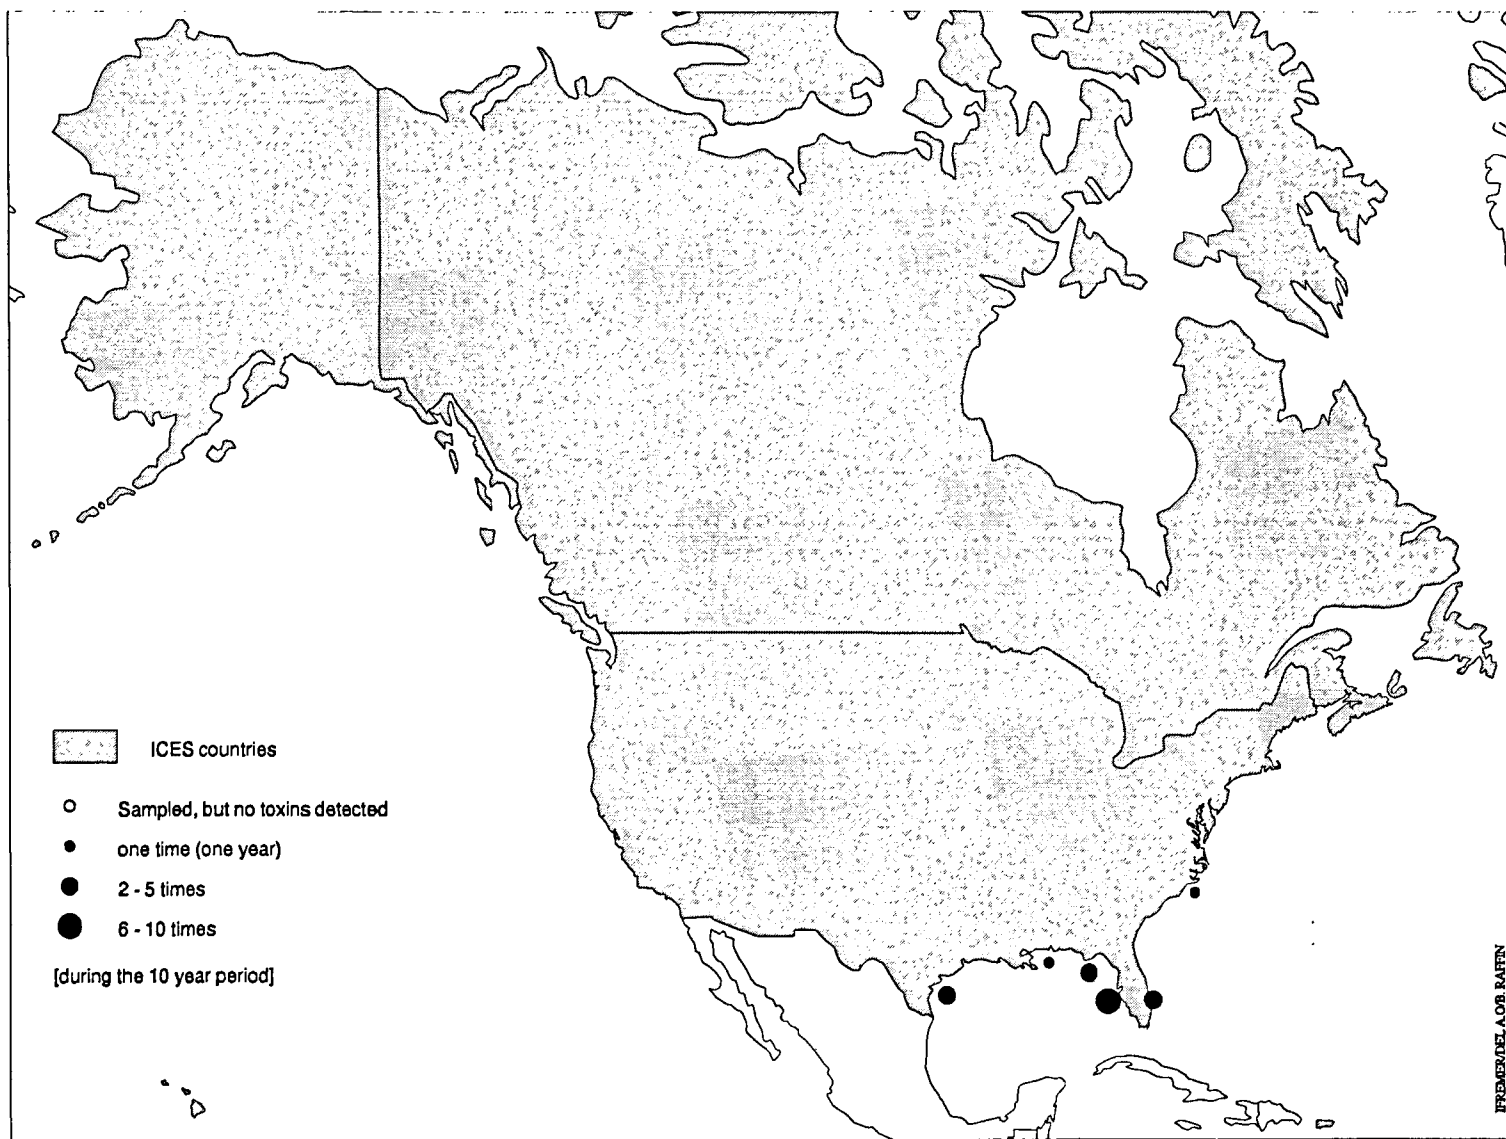 ICES countries
Sampled, but no toxins detected
one time (one year)
2 - 5 times
6 - 10 times
[during the 10 year period]
IFREMER/DEL A.O/B. RAFFIN